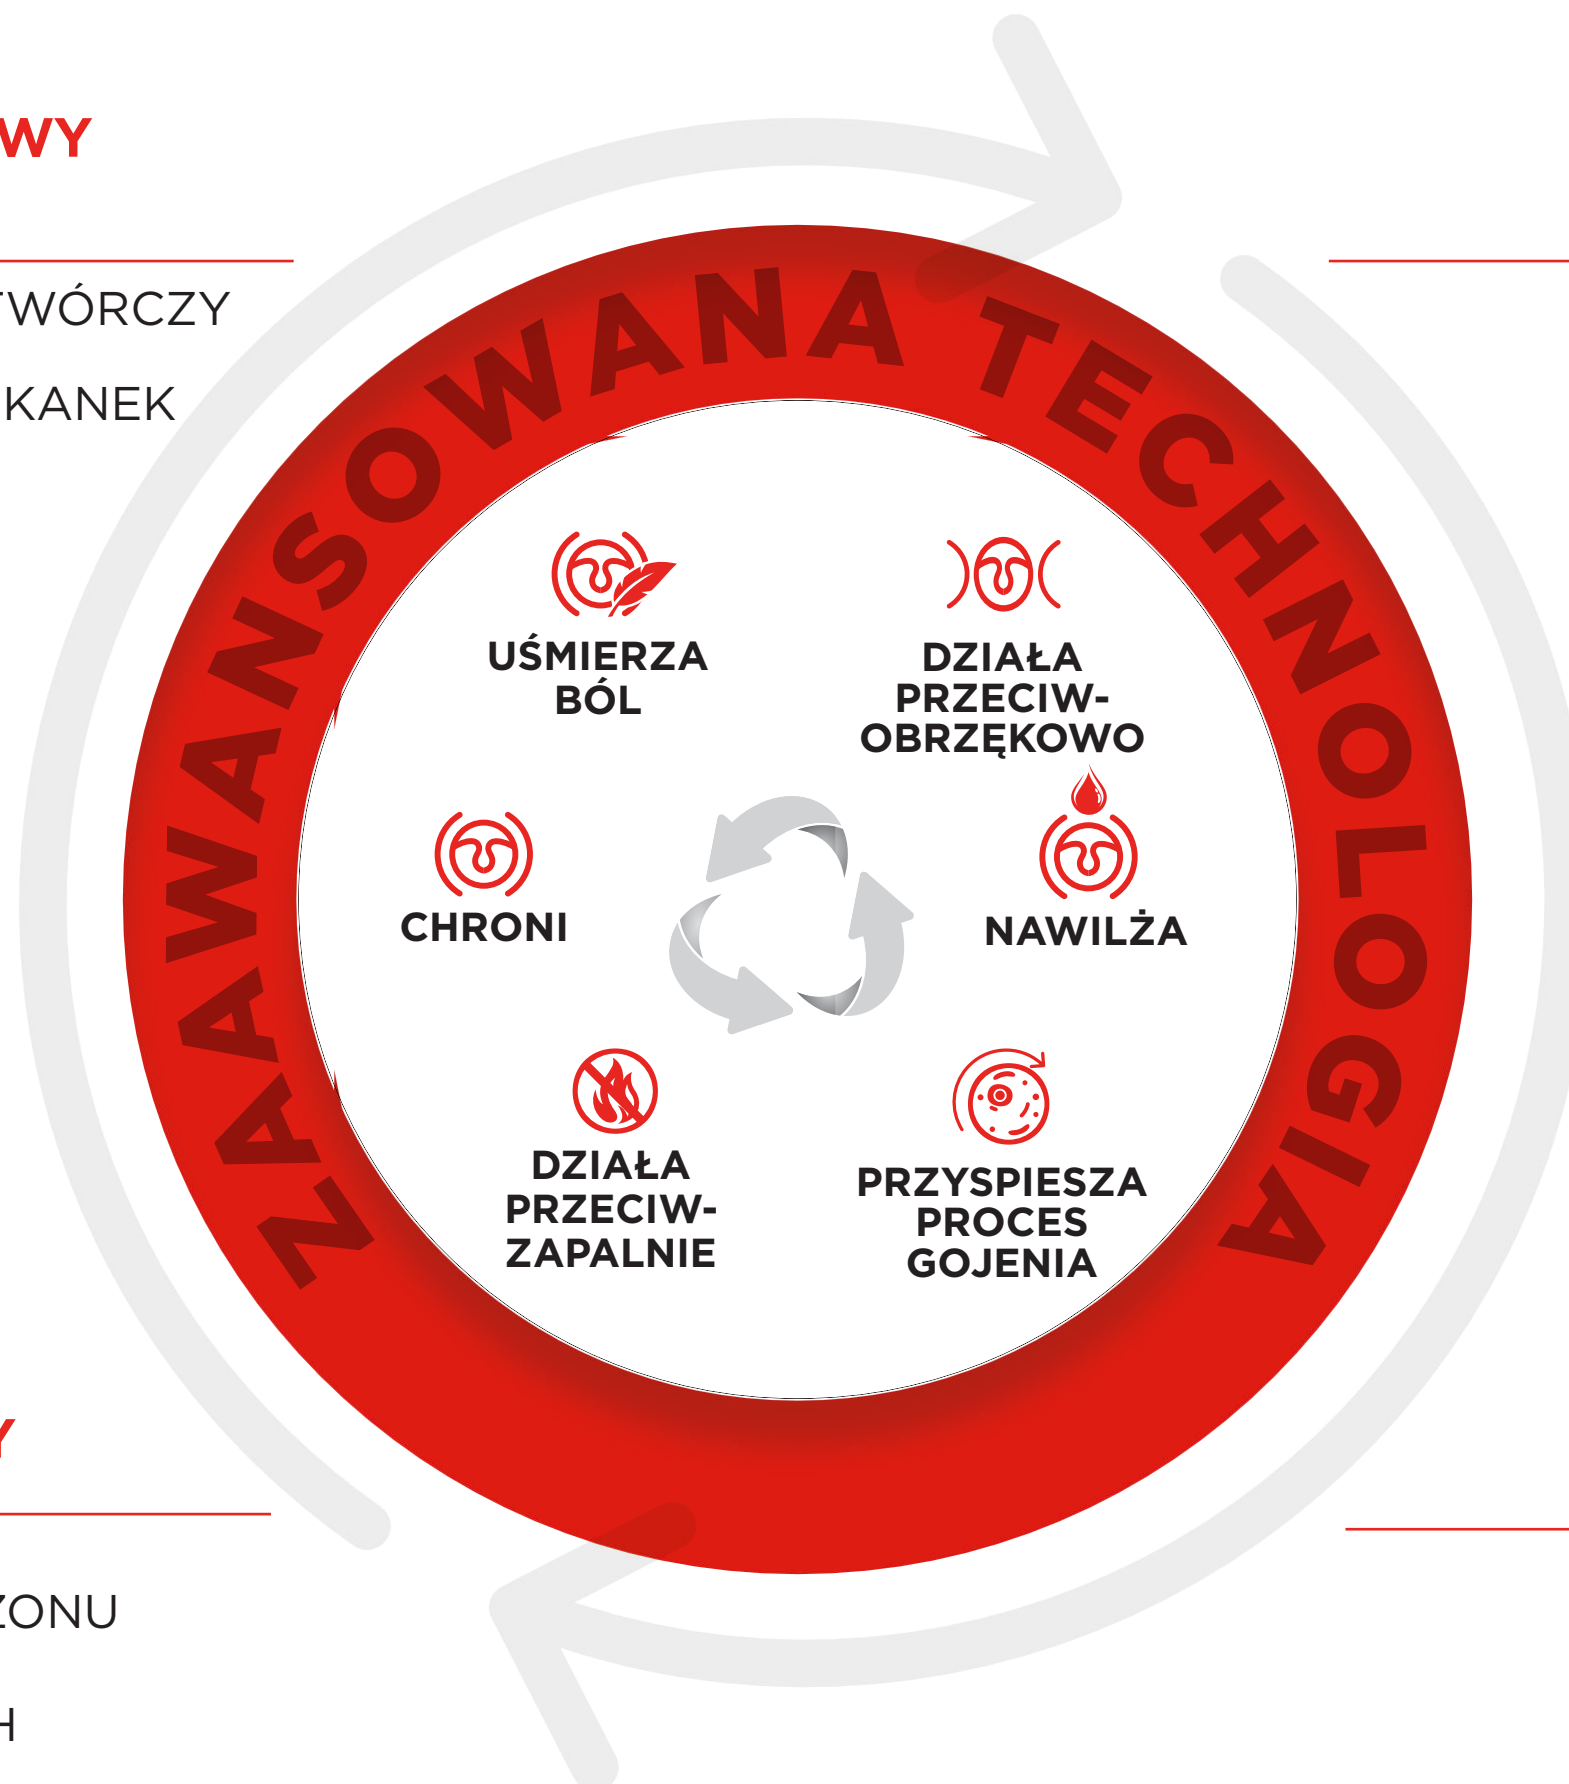 WY
TWÓRCZY
KANEK
ZAAWANSOWANA TECHNOLOGIA
UŚMIERZA
BÓL
DZIAŁA
PRZECIW-
OBRZĘKOWO
CHRONI
NAWILŻA
DZIAŁA
PRZECIW-
ZAPALNIE
PRZYSPIESZA
PROCES
GOJENIA
Y
ZONU
H